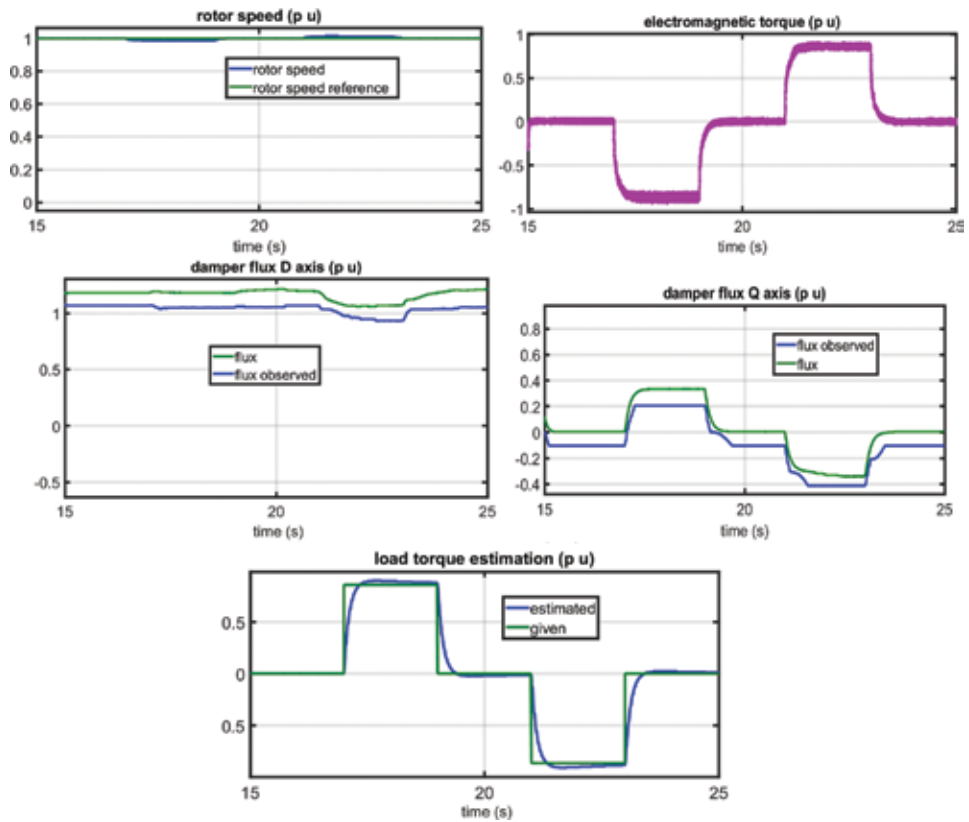 rotor speed (p u)
1
0.8
0.6
0.4
0.2
0
rotor speed
rotor speed reference
15
20
25
time (s)
electromagnetic torque (p u)
1
0.5
0
-0.5
-1
15
20
25
time (s)
damper flux D axis (p u)
1
0.5
0
-0.5
flux
flux observed
15
20
25
time (s)
damper flux Q axis (p u)
0.8
0.6
0.4
0.2
0
-0.2
-0.4
flux observed
flux
15
20
25
time (s)
load torque estimation (p u)
0.5
0
0.5
estimated
given
15
20
25
time (s)